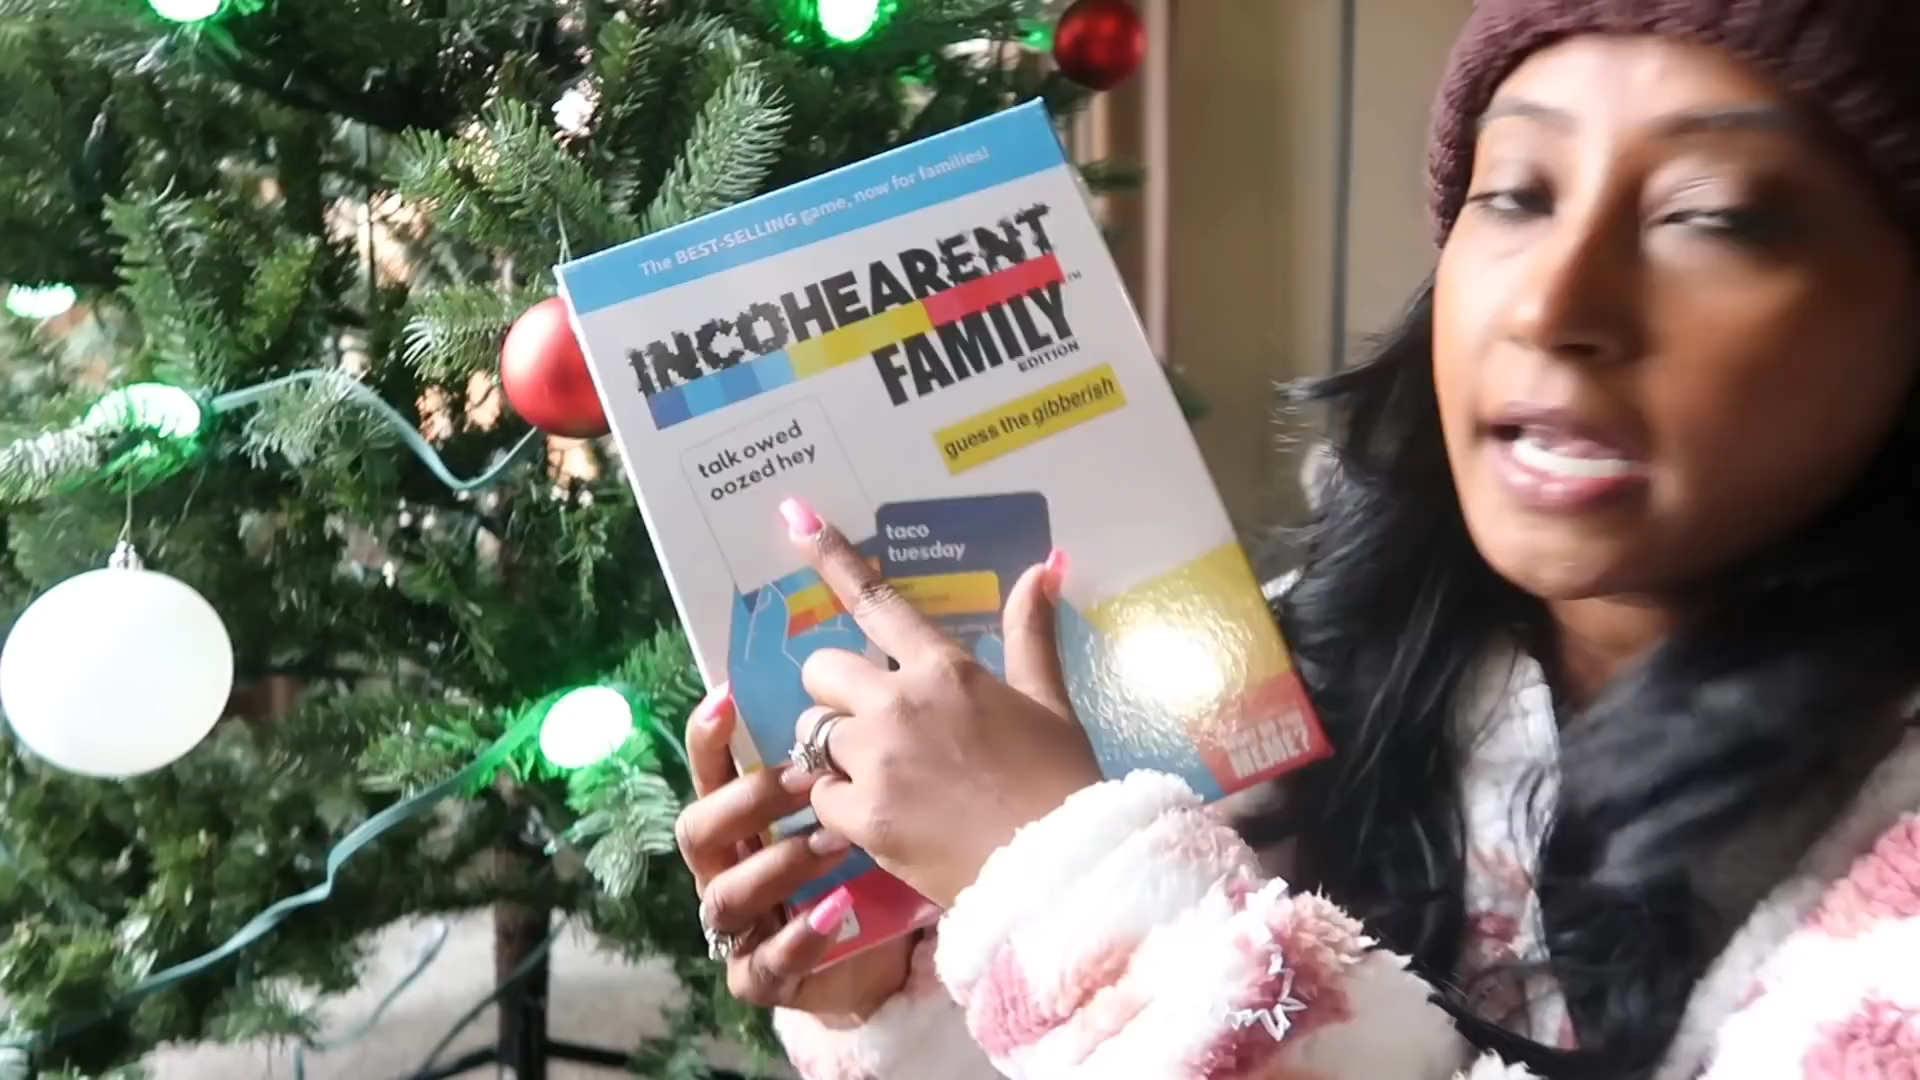 The BEST-SELLING game, now for families!
INCOHEARENT
FAMILY
EDITION
guess the gibberish
talk owed
oozed hey
taco
tuesday
MEME?